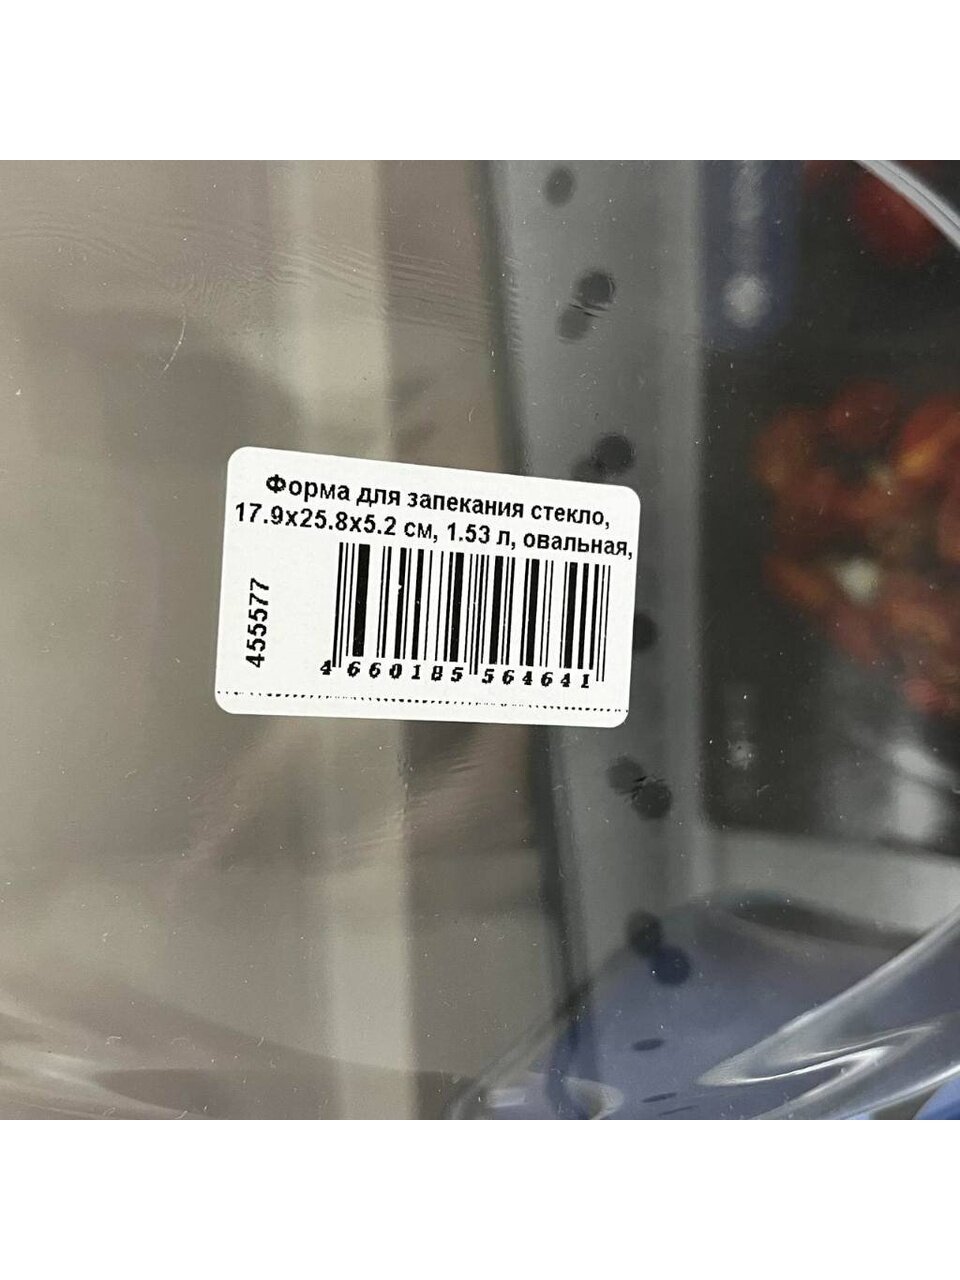 Форма для запекания стекло,
17.9x25.8x5.2 см, 1.53 л, овальная,
455577
4660185564641